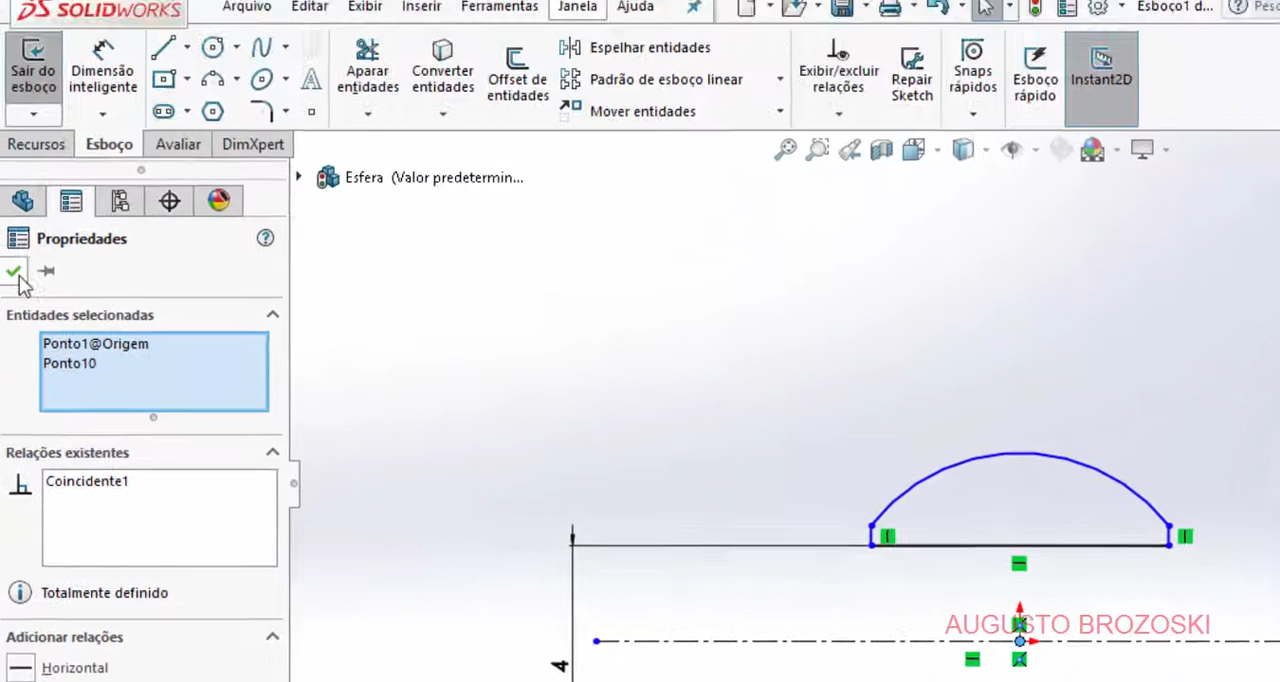 SOLIDWORKS
Arquivo Editar Exibir Inserir Ferramentas Janela Ajuda
Esboço1 d...
Sair do esboço
Dimensão inteligente
Aparar entidades
Converter entidades
Offset de entidades
Espelhar entidades
Padrão de esboço linear
Mover entidades
Exibir/excluir relações
Repair Sketch
Snaps rápidos
Esboço rápido
Instant2D
Recursos Esboço Avaliar DimXpert
Esfera (Valor predetermin...
Propriedades
Entidades selecionadas
Ponto1@Origem
Ponto10
Relações existentes
Coincidente1
Totalmente definido
Adicionar relações
Horizontal
4
AUGUSTO BROZOSKI